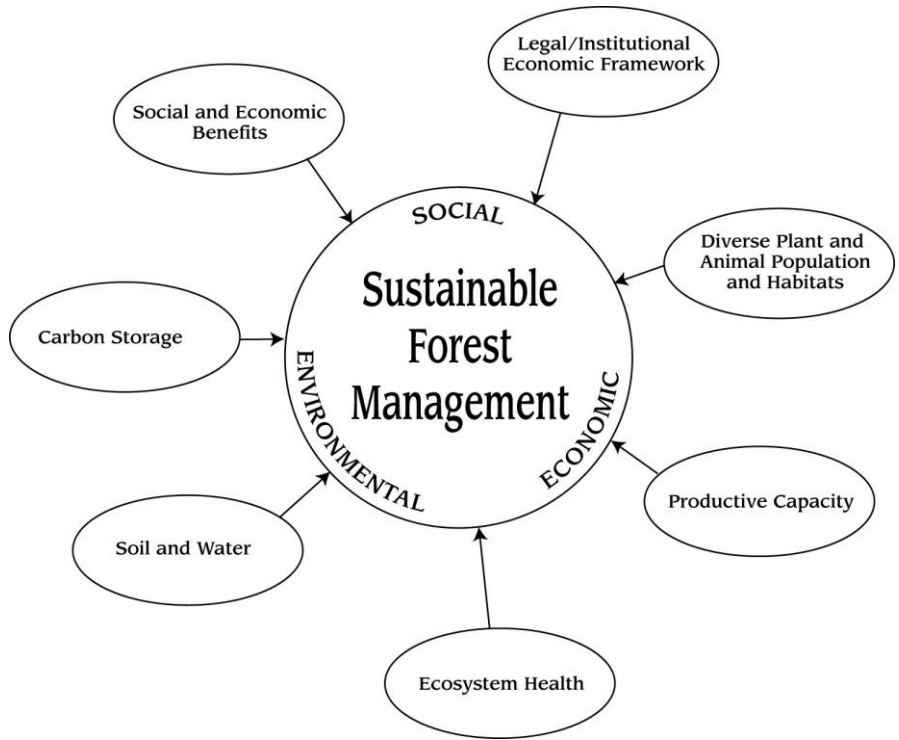 Legal/Institutional
Economic Framework
Social and Economic
Benefits
SOCIAL
Diverse Plant and
Animal Population
and Habitats
Sustainable
Forest
Management
Carbon Storage
ENVIRONMENTAL
ECONOMIC
Productive Capacity
Soil and Water
Ecosystem Health